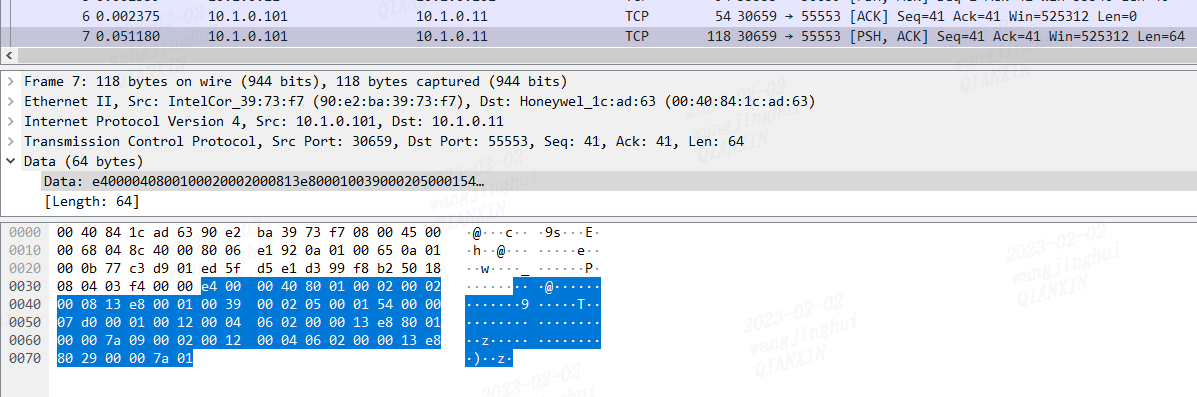 6 0.002375 10.1.0.101 10.1.0.11 TCP 54 30659 → 55553 [ACK] Seq=41 Ack=41 Win=525312 Len=0
7 0.051180 10.1.0.101 10.1.0.11 TCP 118 30659 → 55553 [PSH, ACK] Seq=41 Ack=41 Win=525312 Len=64
Frame 7: 118 bytes on wire (944 bits), 118 bytes captured (944 bits)
Ethernet II, Src: IntelCor_39:73:f7 (90:e2:ba:39:73:f7), Dst: Honeywel_1c:ad:63 (00:40:84:1c:ad:63)
Internet Protocol Version 4, Src: 10.1.0.101, Dst: 10.1.0.11
Transmission Control Protocol, Src Port: 30659, Dst Port: 55553, Seq: 41, Ack: 41, Len: 64
Data (64 bytes)
Data: e40000408001000200020008​13e800010039000205000154…
[Length: 64]
0000 00 40 84 1c ad 63 90 e2 ba 39 73 f7 08 00 45 00 ·@···c·· ·9s···E·
0010 00 68 04 8c 40 00 80 06 e1 92 0a 01 00 65 0a 01 ·h··@··· ·····e··
0020 00 0b 77 c3 d9 01 ed 5f d5 e1 d3 99 f8 b2 50 18 ··w····_ ······P·
0030 08 04 03 f4 00 00 e4 00 00 40 80 01 00 02 00 02 ········ ·@······
0040 00 08 13 e8 00 01 00 39 00 02 05 00 01 54 00 00 ·······9 ·····T··
0050 07 d0 00 01 00 12 00 04 06 02 00 00 13 e8 80 01 ········ ········
0060 00 00 7a 09 00 02 00 12 00 04 06 02 00 00 13 e8 ··z····· ········
0070 80 29 00 00 7a 01 ·)··z·
2023-02-02
wangjinghui
QIANXIN